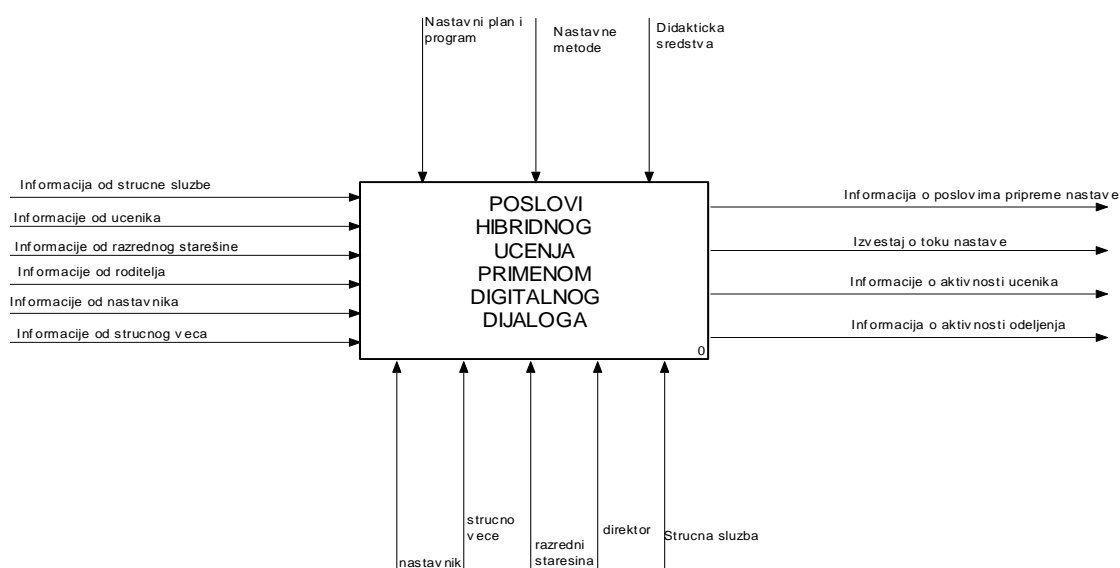 Nastavni plan i
program
Nastavne
metode
Didakticka
sredstva
Informacija od strucne sluzbe
Informacije od ucenika
Informacije od razrednog starešine
Informacije od roditelja
Informacije od nastavnika
Informacije od strucnog veca
POSLOVI
HIBRIDNOG
UCENJA
PRIMENOM
DIGITALNOG
DIJALOGA
0
Informacija o poslovima pripreme nastave
Izvestaj o toku nastave
Informacije o aktivnosti ucenika
Informacija o aktivnosti odeljenja
nastavnik
strucno
vece
razredni
staresina
direktor
Strucna sluzba